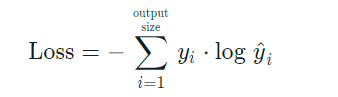 output
size
Loss = − ∑ yᵢ · log ŷᵢ
i=1